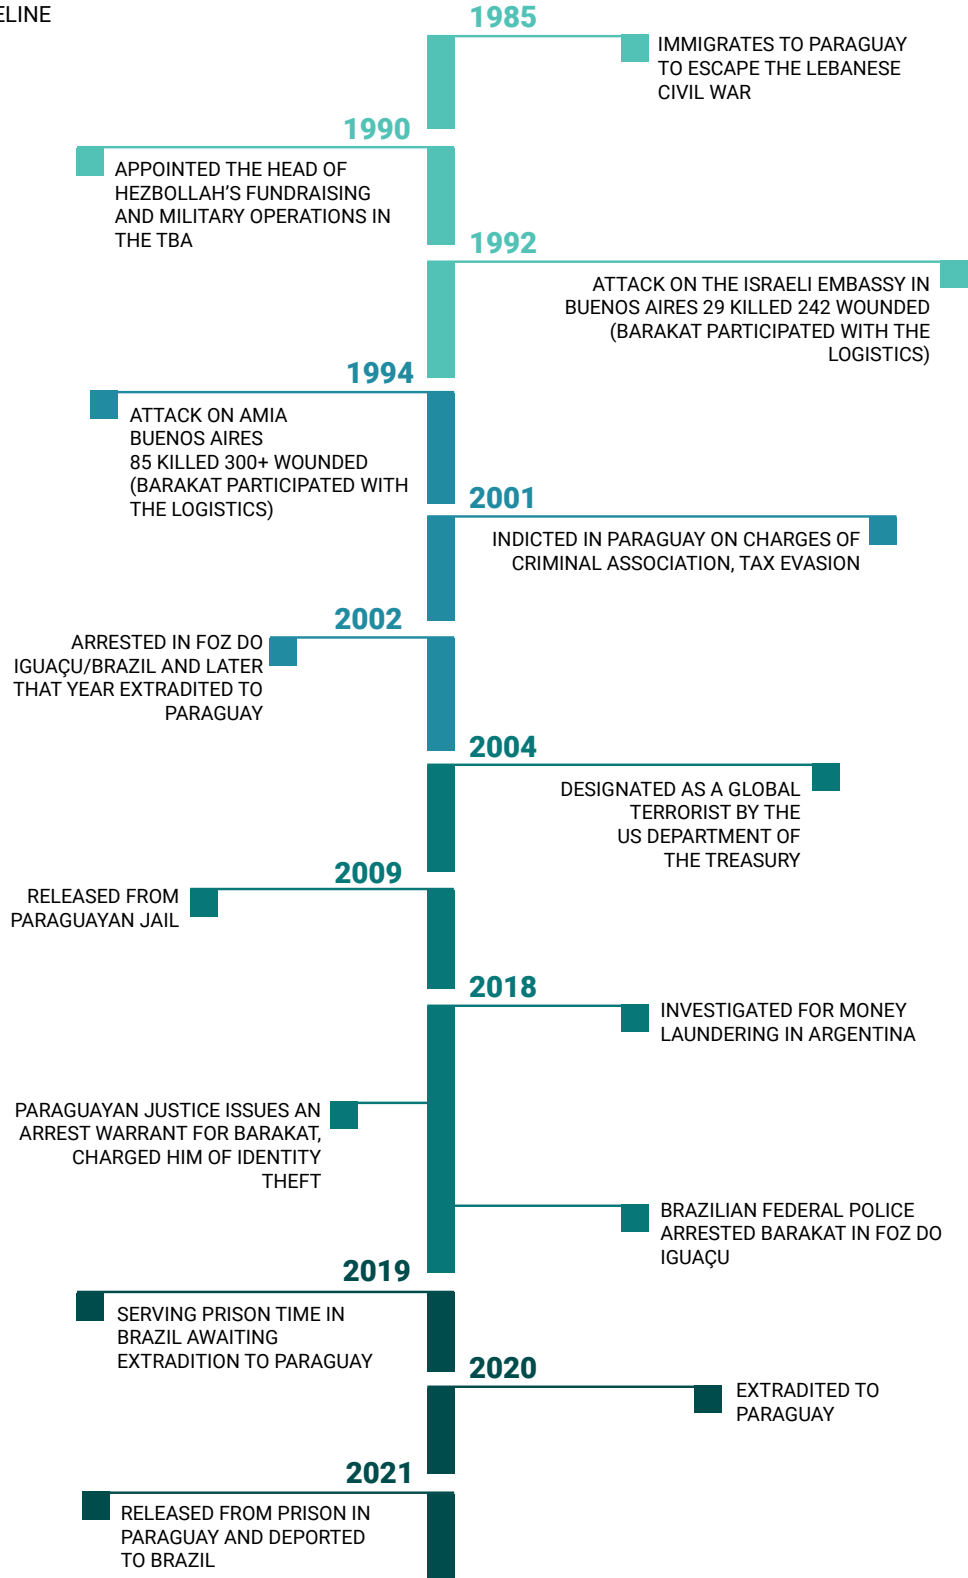 ELINE
1985
IMMIGRATES TO PARAGUAY
TO ESCAPE THE LEBANESE
CIVIL WAR
1990
APPOINTED THE HEAD OF
HEZBOLLAH’S FUNDRAISING
AND MILITARY OPERATIONS IN
THE TBA
1992
ATTACK ON THE ISRAELI EMBASSY IN
BUENOS AIRES 29 KILLED 242 WOUNDED
(BARAKAT PARTICIPATED WITH THE
LOGISTICS)
1994
ATTACK ON AMIA
BUENOS AIRES
85 KILLED 300+ WOUNDED
(BARAKAT PARTICIPATED WITH
THE LOGISTICS)
2001
INDICTED IN PARAGUAY ON CHARGES OF
CRIMINAL ASSOCIATION, TAX EVASION
2002
ARRESTED IN FOZ DO
IGUAÇU/BRAZIL AND LATER
THAT YEAR EXTRADITED TO
PARAGUAY
2004
DESIGNATED AS A GLOBAL
TERRORIST BY THE
US DEPARTMENT OF
THE TREASURY
2009
RELEASED FROM
PARAGUAYAN JAIL
2018
INVESTIGATED FOR MONEY
LAUNDERING IN ARGENTINA
PARAGUAYAN JUSTICE ISSUES AN
ARREST WARRANT FOR BARAKAT,
CHARGED HIM OF IDENTITY
THEFT
BRAZILIAN FEDERAL POLICE
ARRESTED BARAKAT IN FOZ DO
IGUAÇU
2019
SERVING PRISON TIME IN
BRAZIL AWAITING
EXTRADITION TO PARAGUAY
2020
EXTRADITED TO
PARAGUAY
2021
RELEASED FROM PRISON IN
PARAGUAY AND DEPORTED
TO BRAZIL